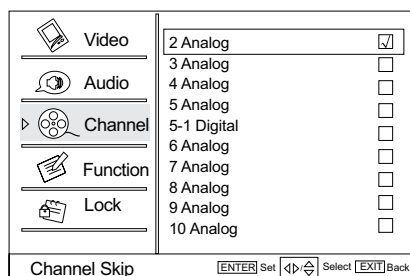 Video
Audio
Channel
Function
Lock
2 Analog
3 Analog
4 Analog
5 Analog
5-1 Digital
6 Analog
7 Analog
8 Analog
9 Analog
10 Analog
Channel Skip
ENTER Set Select EXIT Back